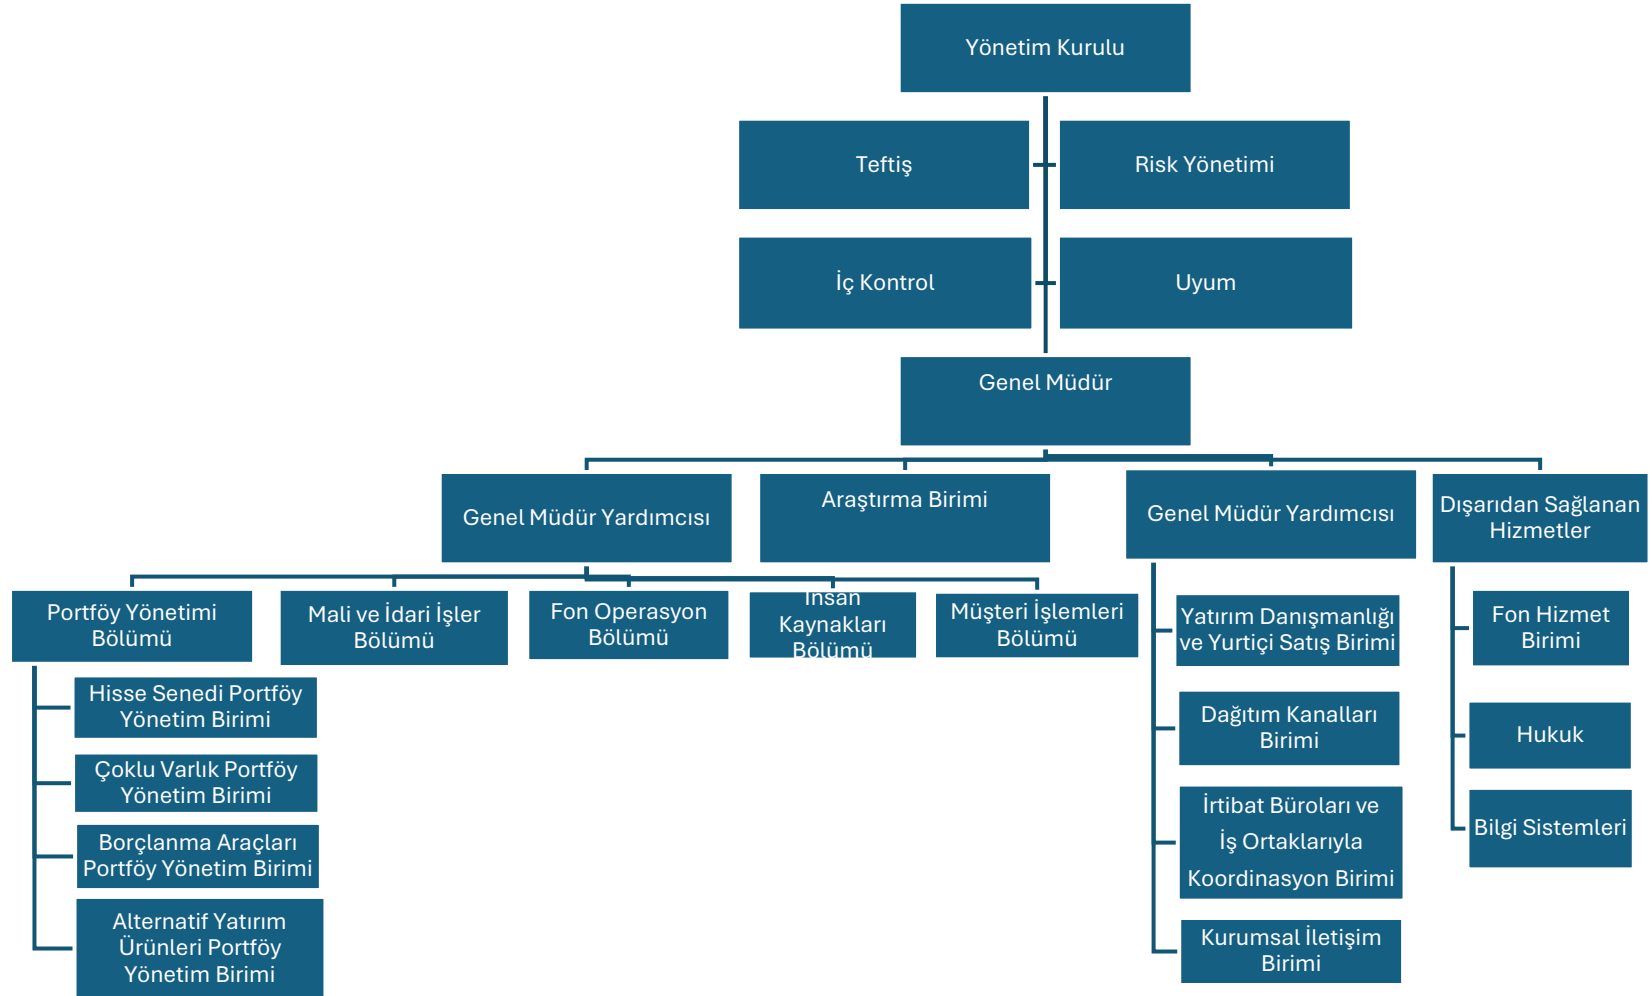 Yönetim Kurulu
Teftiş
Risk Yönetimi
İç Kontrol
Uyum
Genel Müdür
Genel Müdür Yardımcısı
Araştırma Birimi
Genel Müdür Yardımcısı
Dışarıdan Sağlanan
Hizmetler
Portföy Yönetimi
Bölümü
Mali ve İdari İşler
Bölümü
Fon Operasyon
Bölümü
İnsan
Kaynakları
Bölümü
Müşteri İşlemleri
Bölümü
Hisse Senedi Portföy
Yönetim Birimi
Çoklu Varlık Portföy
Yönetim Birimi
Borçlanma Araçları
Portföy Yönetim Birimi
Alternatif Yatırım
Ürünleri Portföy
Yönetim Birimi
Yatırım Danışmanlığı
ve Yurtiçi Satış Birimi
Dağıtım Kanalları
Birimi
İrtibat Büroları ve
İş Ortaklarıyla
Koordinasyon Birimi
Kurumsal İletişim
Birimi
Fon Hizmet
Birimi
Hukuk
Bilgi Sistemleri